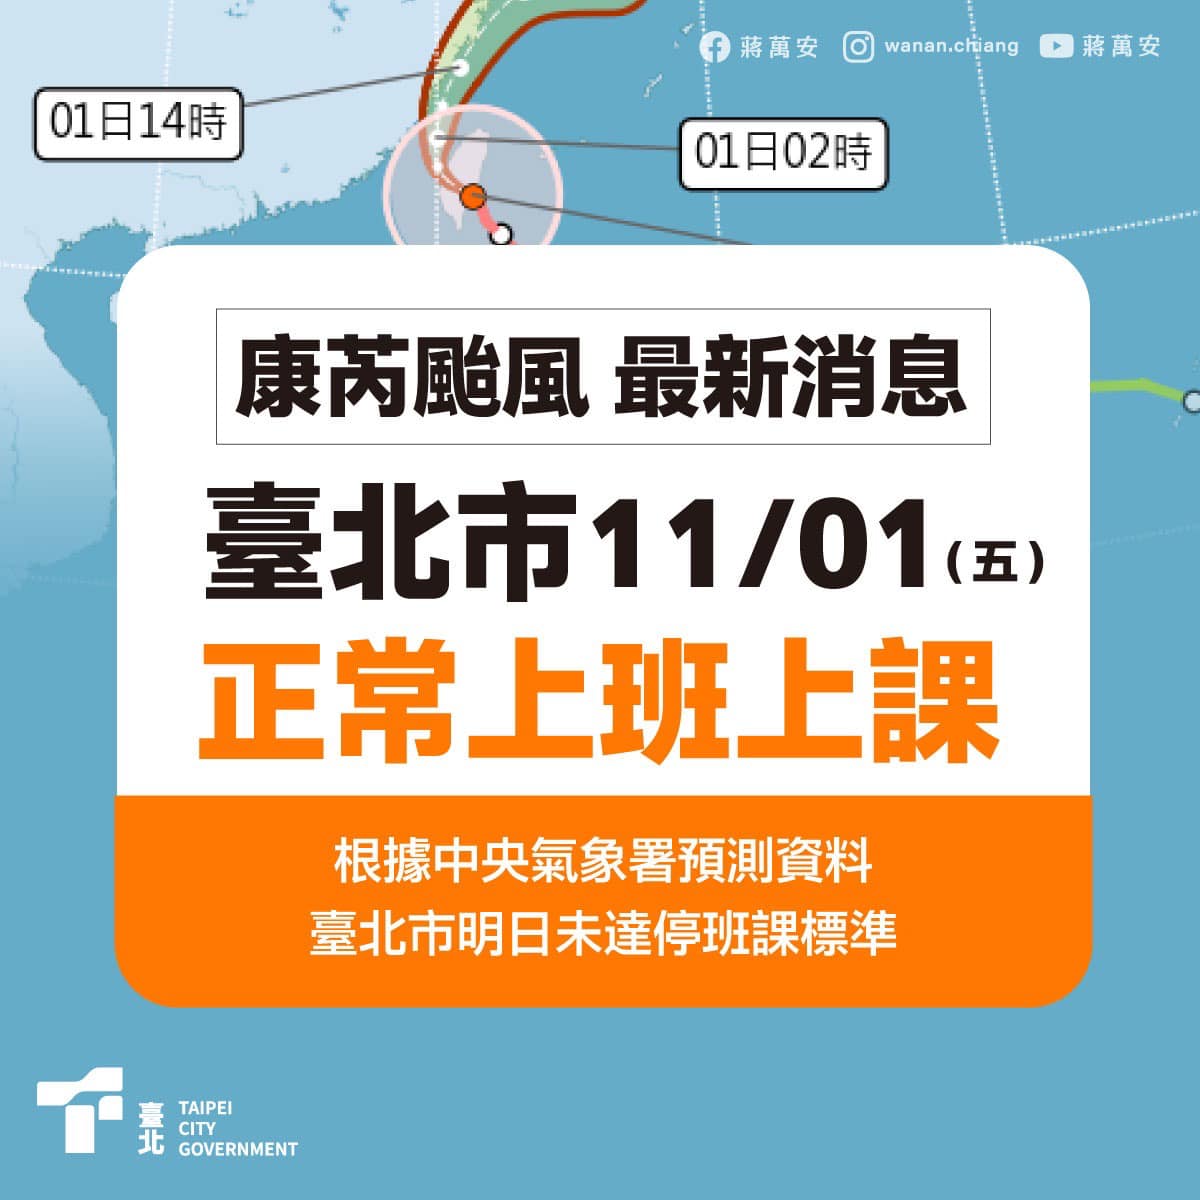 蔣萬安 wanan.chiang 蔣萬安
01日14時
01日02時
康芮颱風 最新消息
臺北市11/01(五)
正常上班上課
根據中央氣象署預測資料
臺北市明日未達停班課標準
臺北
TAIPEI
CITY
GOVERNMENT